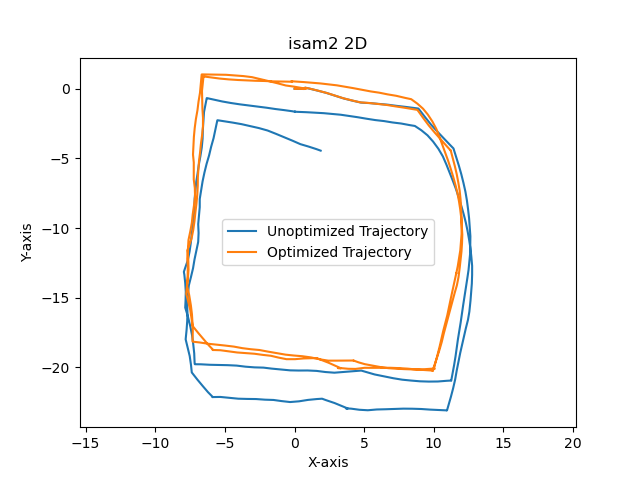 isam2 2D
0
−5
−10
−15
−20
Y-axis
Unoptimized Trajectory
Optimized Trajectory
−15 −10 −5 0 5 10 15 20
X-axis